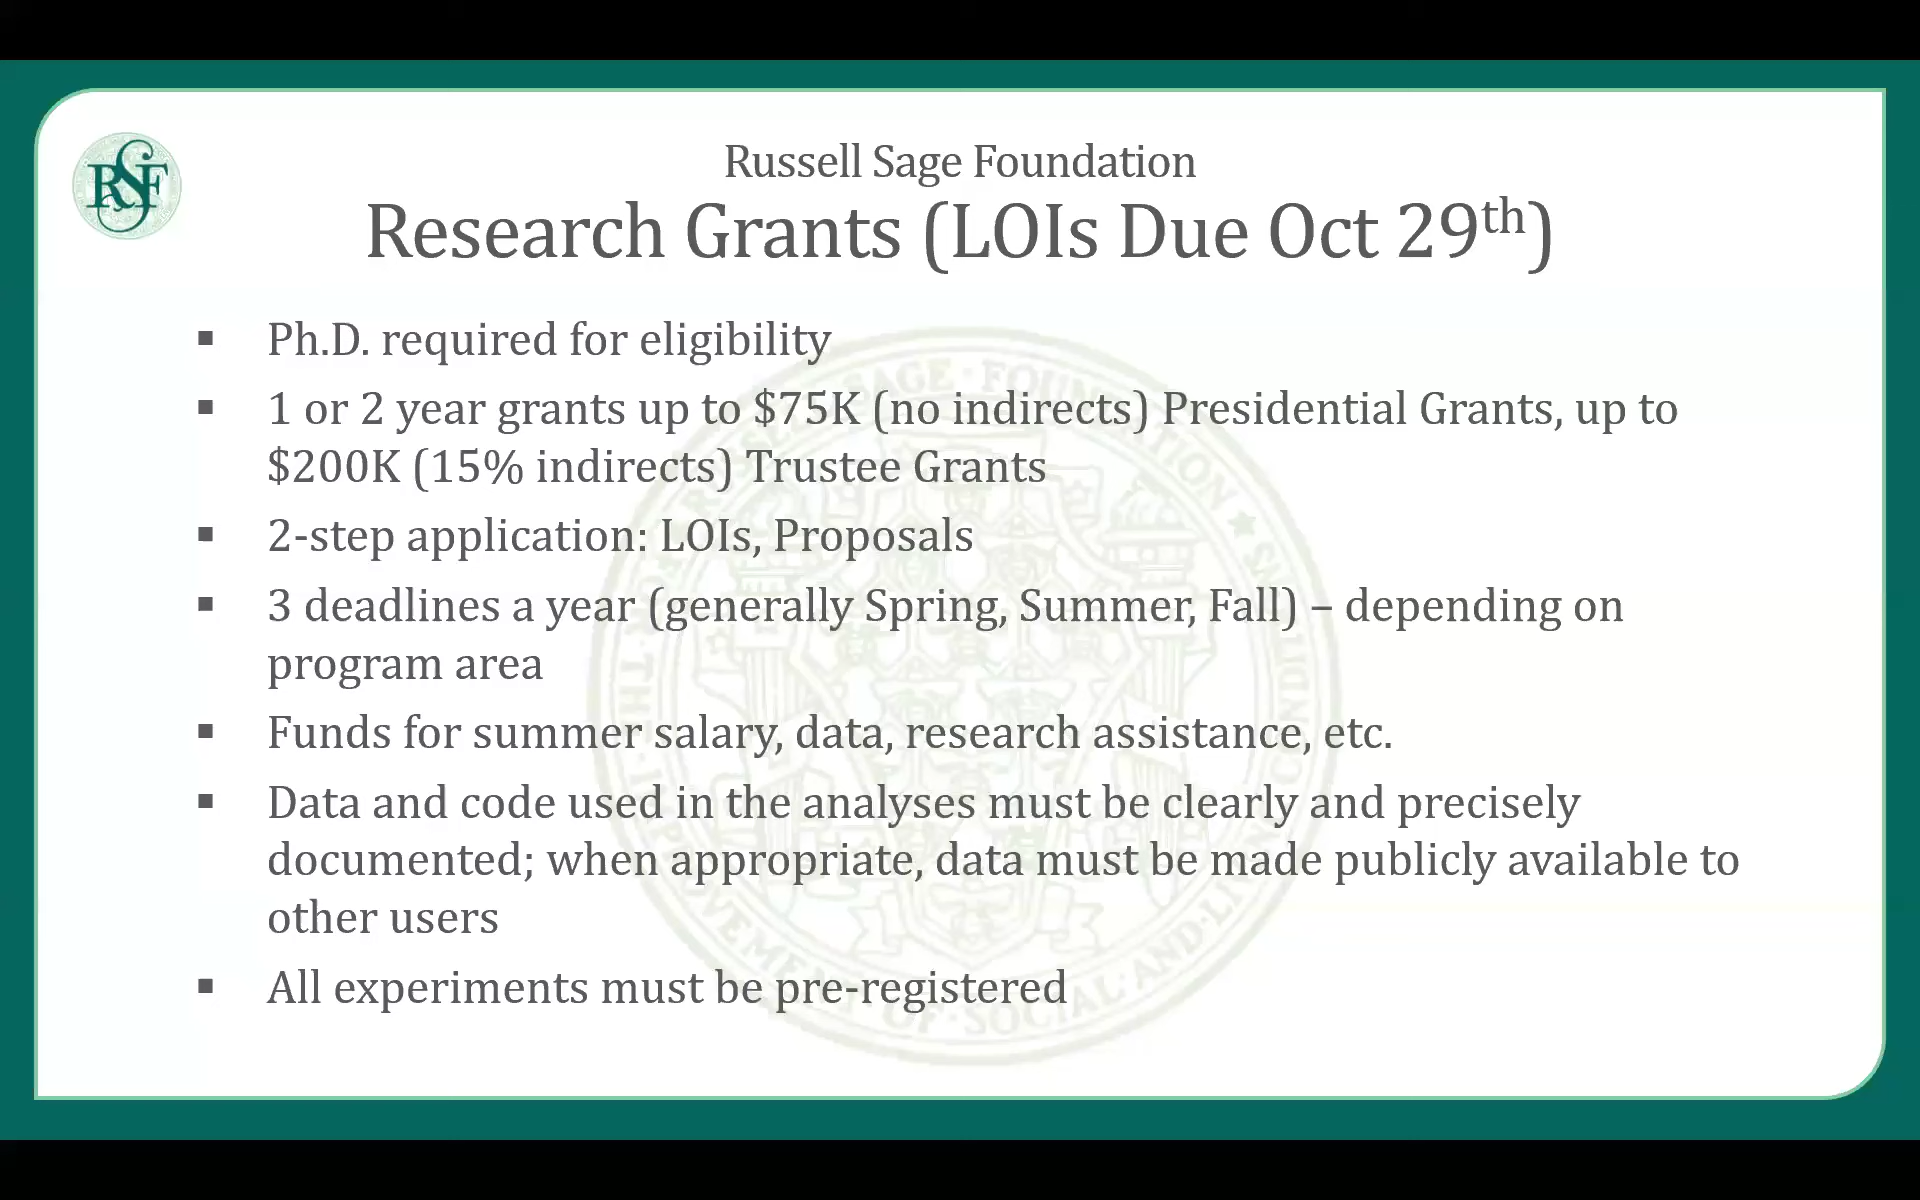 RSF
Russell Sage Foundation
Research Grants (LOIs Due Oct 29th)
▪ Ph.D. required for eligibility
▪ 1 or 2 year grants up to $75K (no indirects) Presidential Grants, up to
$200K (15% indirects) Trustee Grants
▪ 2-step application: LOIs, Proposals
▪ 3 deadlines a year (generally Spring, Summer, Fall) – depending on
program area
▪ Funds for summer salary, data, research assistance, etc.
▪ Data and code used in the analyses must be clearly and precisely
documented; when appropriate, data must be made publicly available to
other users
▪ All experiments must be pre-registered